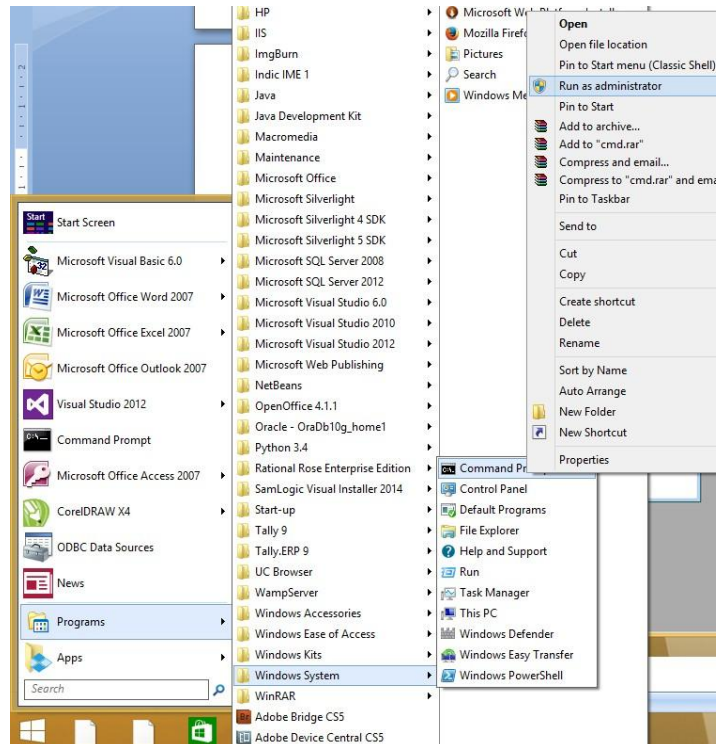 Start
Start Screen
Microsoft Visual Basic 6.0
Microsoft Office Word 2007
Microsoft Office Excel 2007
Microsoft Office Outlook 2007
Visual Studio 2012
Command Prompt
Microsoft Office Access 2007
CorelDRAW X4
ODBC Data Sources
News
Programs
Apps
Search
HP
IIS
ImgBurn
Indic IME 1
Java
Java Development Kit
Macromedia
Maintenance
Microsoft Office
Microsoft Silverlight
Microsoft Silverlight 4 SDK
Microsoft Silverlight 5 SDK
Microsoft SQL Server 2008
Microsoft SQL Server 2012
Microsoft Visual Studio 6.0
Microsoft Visual Studio 2010
Microsoft Visual Studio 2012
Microsoft Web Publishing
NetBeans
OpenOffice 4.1.1
Oracle - OraDb10g_home1
Python 3.4
Rational Rose Enterprise Edition
SamLogic Visual Installer 2014
Start-up
Tally 9
Tally.ERP 9
UC Browser
WampServer
Windows Accessories
Windows Ease of Access
Windows Kits
Windows System
WinRAR
Adobe Bridge CS5
Adobe Device Central CS5
Microsoft
Mozilla
Pictures
Search
Windows
Command
Control Panel
Default Programs
File Explorer
Help and Support
Run
Task Manager
This PC
Windows Defender
Windows Easy Transfer
Windows PowerShell
Open
Open file location
Pin to Start menu (Classic Shell)
Run as administrator
Pin to Start
Add to archive...
Add to "cmd.rar"
Compress and email...
Compress to "cmd.rar" and
Pin to Taskbar
Send to
Cut
Copy
Create shortcut
Delete
Rename
Sort by Name
Auto Arrange
New Folder
New Shortcut
Properties